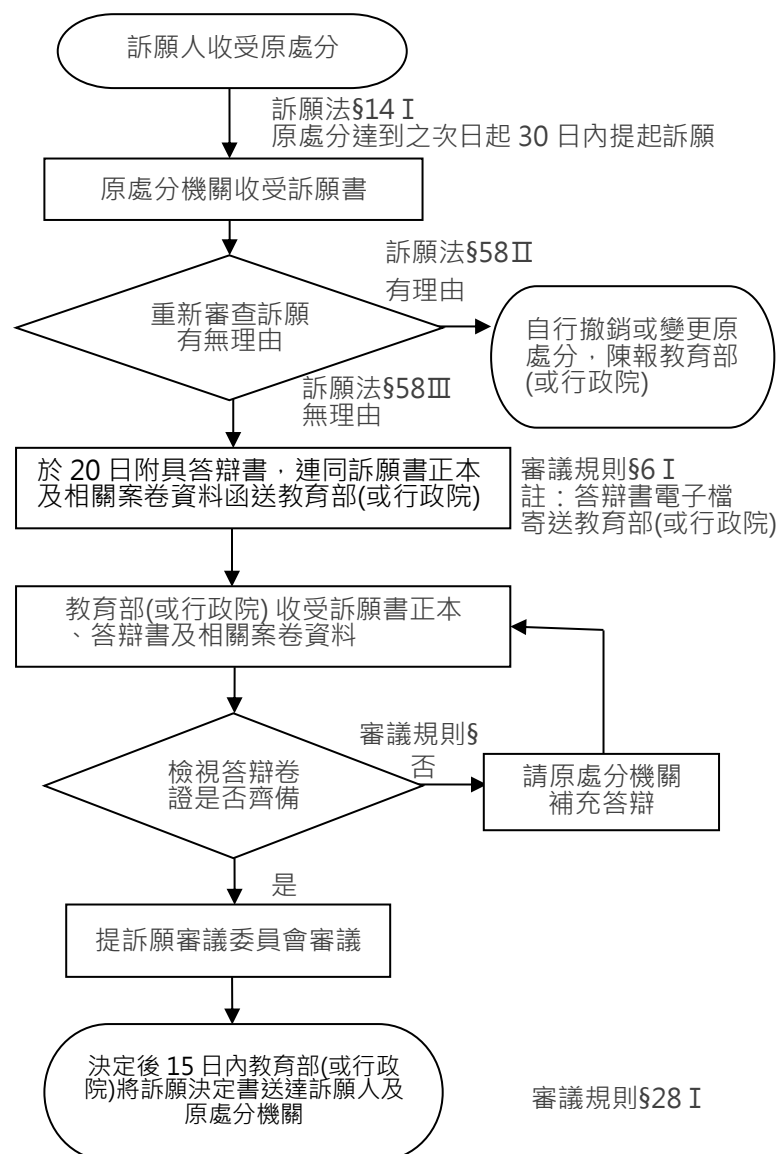 訴願人收受原處分
訴願法§14 I
原處分達到之次日起 30 日內提起訴願
原處分機關收受訴願書
訴願法§58Ⅱ
有理由
重新審查訴願
有無理由
自行撤銷或變更原
處分，陳報教育部
(或行政院)
訴願法§58Ⅲ
無理由
於 20 日附具答辯書，連同訴願書正本
及相關案卷資料函送教育部(或行政院)
審議規則§6 I
註：答辯書電子檔
寄送教育部(或行政院)
教育部(或行政院) 收受訴願書正本
、答辯書及相關案卷資料
審議規則§
否
檢視答辯卷
證是否齊備
請原處分機關
補充答辯
是
提訴願審議委員會審議
決定後 15 日內教育部(或行政
院)將訴願決定書送達訴願人及
原處分機關
審議規則§28 I